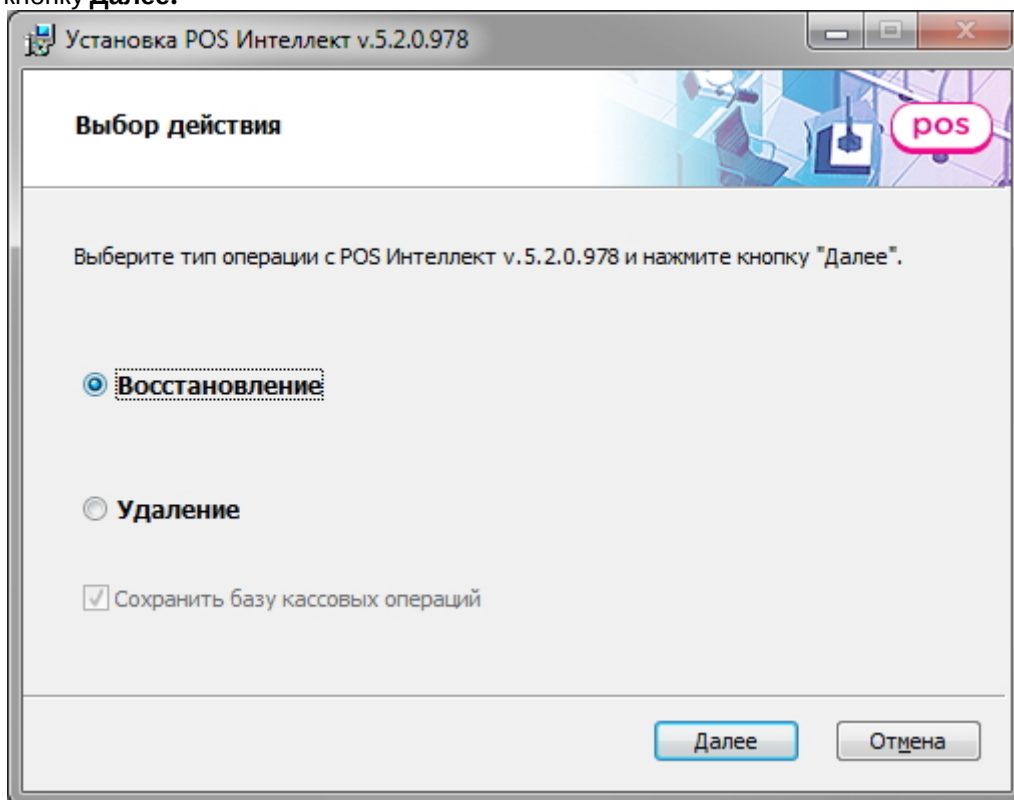 кнопку Далее.
Установка POS Интеллект v.5.2.0.978
Выбор действия
pos
Выберите тип операции с POS Интеллект v.5.2.0.978 и нажмите кнопку "Далее".
Восстановление
Удаление
Сохранить базу кассовых операций
Далее
Отмена